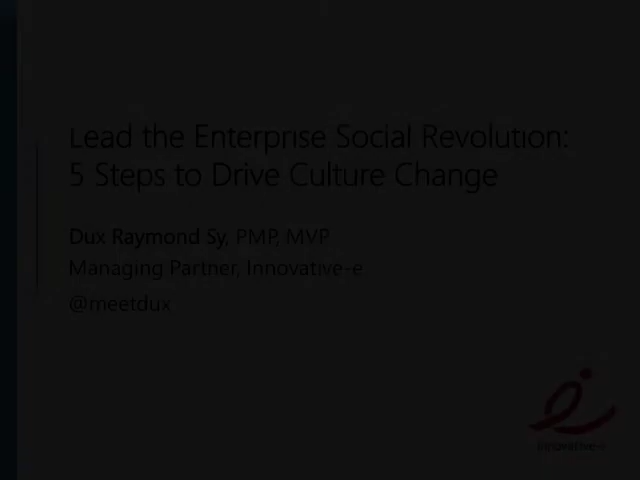 Lead the Enterprise Social Revolution:
5 Steps to Drive Culture Change
Dux Raymond Sy, PMP, MVP
Managing Partner, Innovative-e
@meetdux
innovative-e